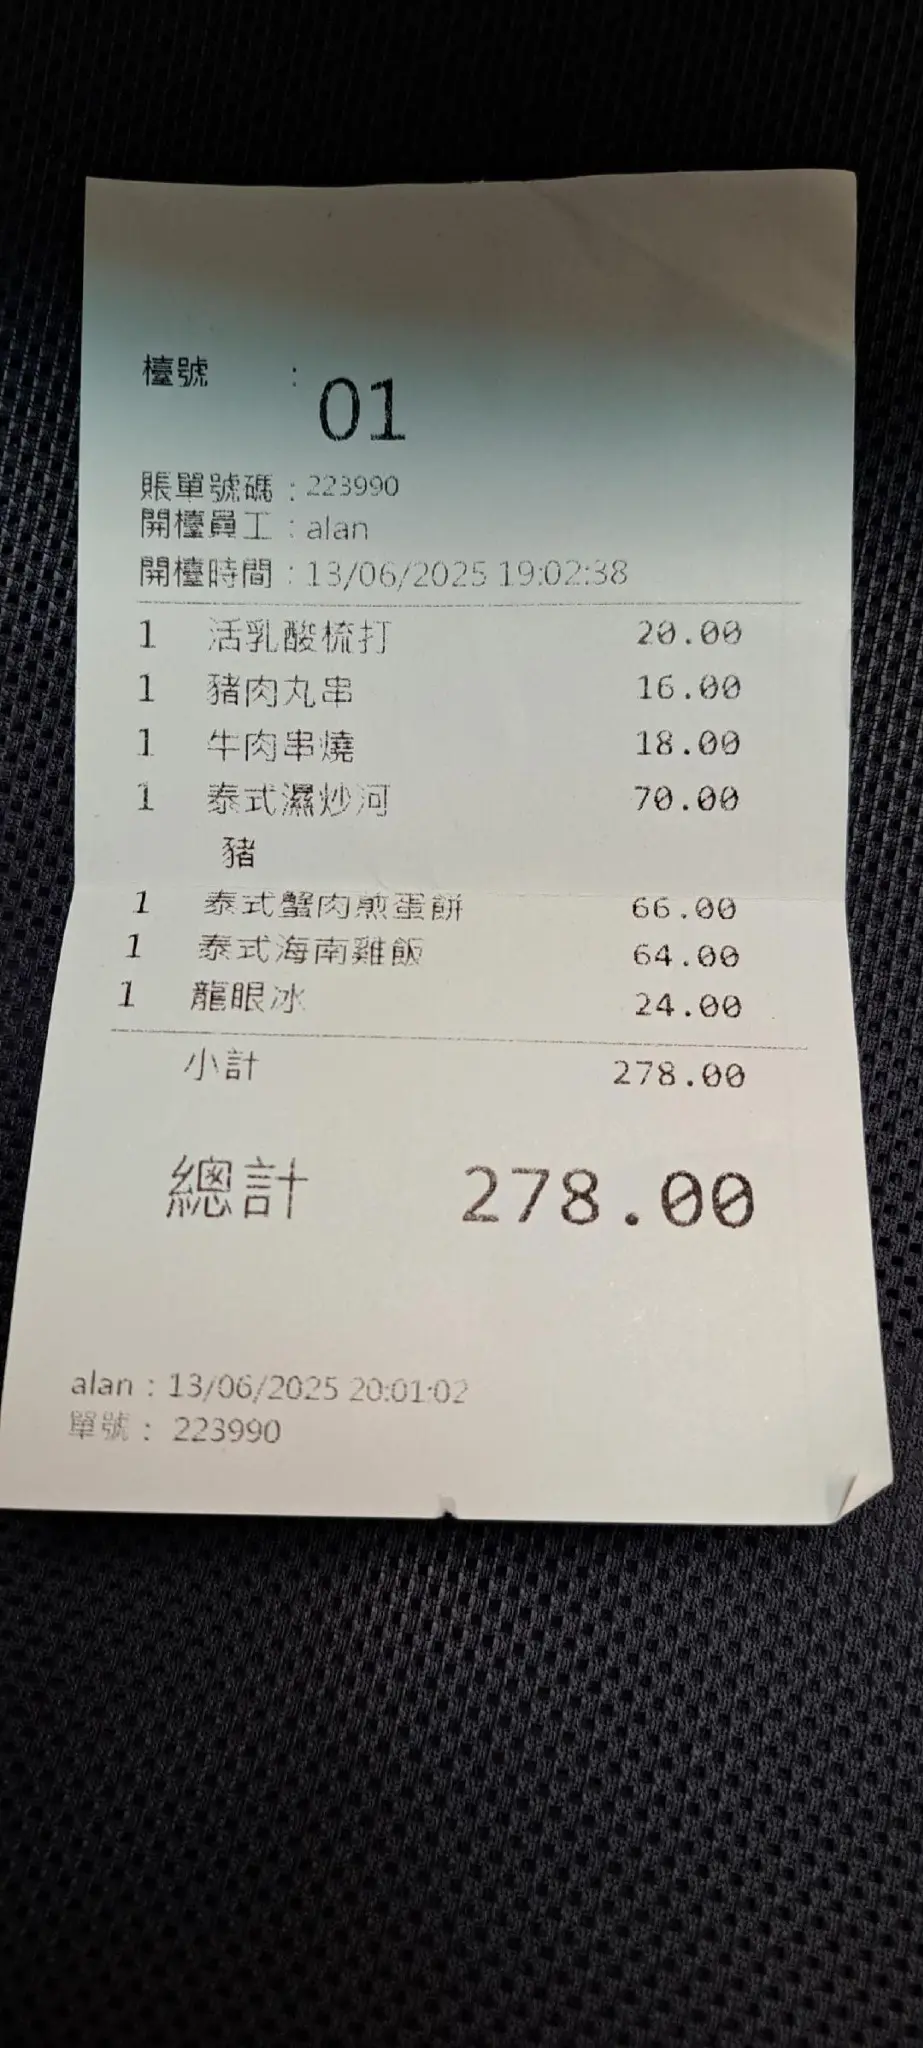 檯號 : 01
賬單號碼 : 223990
開檯員工 : alan
開檯時間 : 13/06/2025 19:02:38
1 活乳酸梳打 20.00
1 豬肉丸串 16.00
1 牛肉串燒 18.00
1 泰式濕炒河 70.00
豬
1 泰式蟹肉煎蛋餅 66.00
1 泰式海南雞飯 64.00
1 龍眼冰 24.00
小計 278.00
總計 278.00
alan : 13/06/2025 20:01:02
單號 : 223990